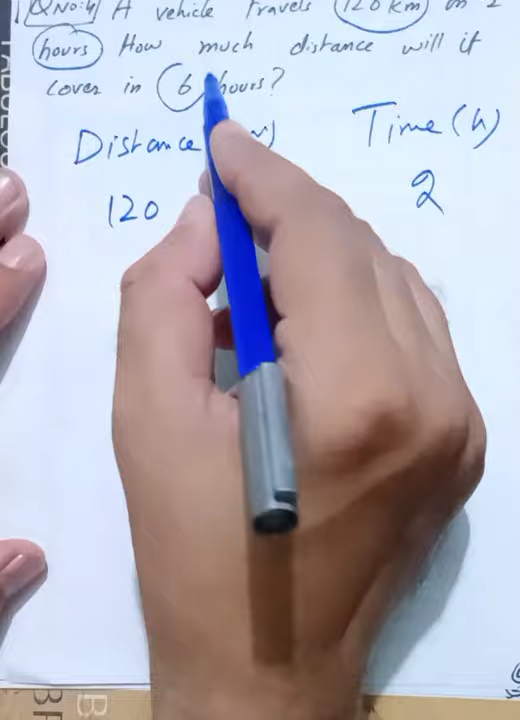 QNo:4) A vehicle travels 120 km in 2
hours How much distance will it
cover in 6 hours?
Distance Time (h)
120 2